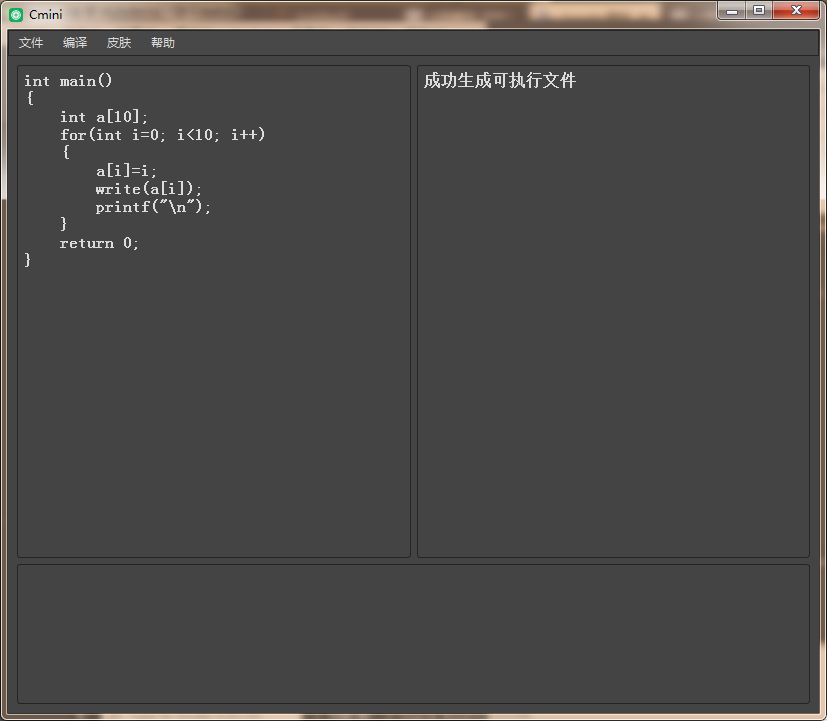 Cmini
文件 编译 皮肤 帮助
int main()
{
    int a[10];
    for(int i=0; i<10; i++)
    {
        a[i]=i;
        write(a[i]);
        printf("\n");
    }
    return 0;
}
成功生成可执行文件